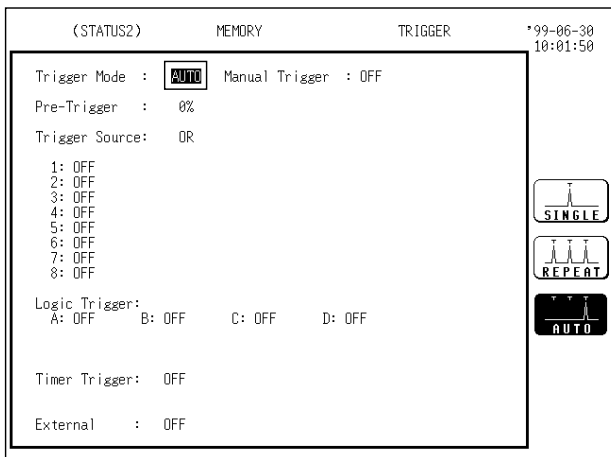 (STATUS2) MEMORY TRIGGER '99-06-30
10:01:50
Trigger Mode : AUTO Manual Trigger : OFF
Pre-Trigger : 0%
Trigger Source: OR
1: OFF
2: OFF
3: OFF
4: OFF
5: OFF
6: OFF
7: OFF
8: OFF
Logic Trigger:
A: OFF B: OFF C: OFF D: OFF
Timer Trigger: OFF
External : OFF
T
SINGLE
T T T
REPEAT
T T T
AUTO